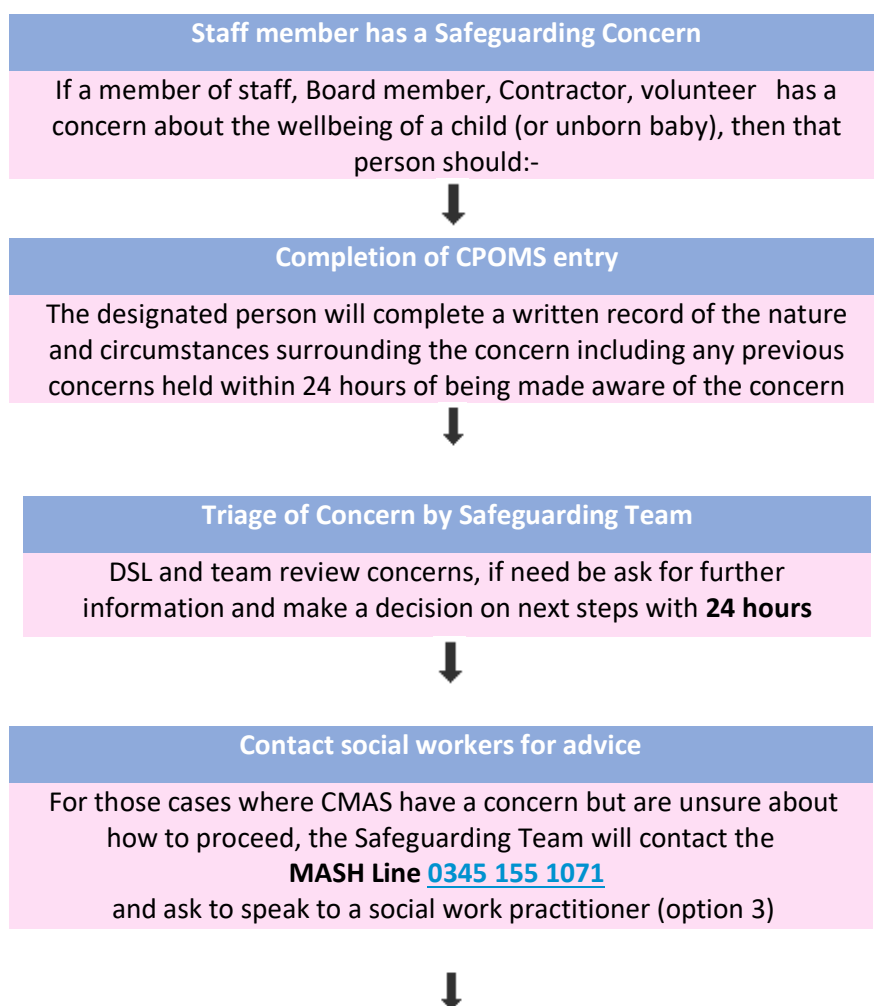 Staff member has a Safeguarding Concern
If a member of staff, Board member, Contractor, volunteer has a
concern about the wellbeing of a child (or unborn baby), then that
person should:-
Completion of CPOMS entry
The designated person will complete a written record of the nature
and circumstances surrounding the concern including any previous
concerns held within 24 hours of being made aware of the concern
Triage of Concern by Safeguarding Team
DSL and team review concerns, if need be ask for further
information and make a decision on next steps with 24 hours
Contact social workers for advice
For those cases where CMAS have a concern but are unsure about
how to proceed, the Safeguarding Team will contact the
MASH Line 0345 155 1071
and ask to speak to a social work practitioner (option 3)